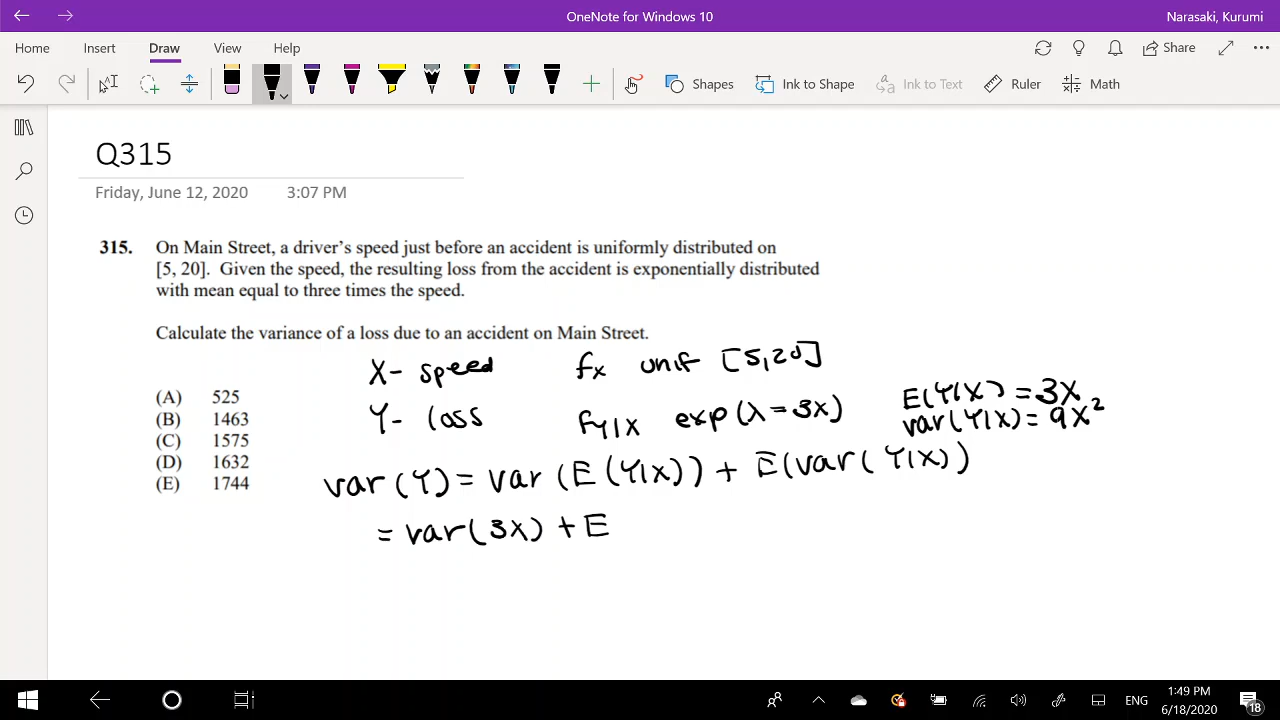 OneNote for Windows 10
Narasaki, Kurumi
Home Insert Draw View Help
Share
Shapes Ink to Shape Ink to Text Ruler Math
Q315
Friday, June 12, 2020 3:07 PM
315. On Main Street, a driver's speed just before an accident is uniformly distributed on
[5, 20]. Given the speed, the resulting loss from the accident is exponentially distributed
with mean equal to three times the speed.
Calculate the variance of a loss due to an accident on Main Street.
(A) 525
(B) 1463
(C) 1575
(D) 1632
(E) 1744
X- speed fx unif [5,20]
Y- loss fY|X exp(λ=3X)
E(Y|X) = 3X
var(Y|X) = 9X²
var(Y) = var(E(Y|X)) + E(var(Y|X))
= var(3X) + E
ENG
1:49 PM
6/18/2020
18